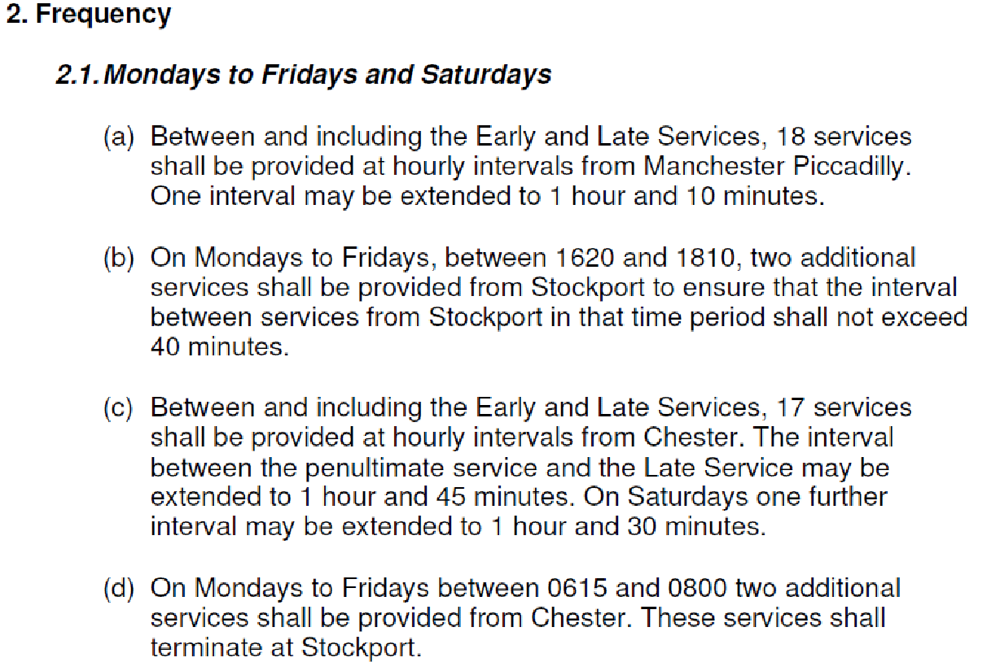 2. Frequency
2.1. Mondays to Fridays and Saturdays
(a) Between and including the Early and Late Services, 18 services
shall be provided at hourly intervals from Manchester Piccadilly.
One interval may be extended to 1 hour and 10 minutes.
(b) On Mondays to Fridays, between 1620 and 1810, two additional
services shall be provided from Stockport to ensure that the interval
between services from Stockport in that time period shall not exceed
40 minutes.
(c) Between and including the Early and Late Services, 17 services
shall be provided at hourly intervals from Chester. The interval
between the penultimate service and the Late Service may be
extended to 1 hour and 45 minutes. On Saturdays one further
interval may be extended to 1 hour and 30 minutes.
(d) On Mondays to Fridays between 0615 and 0800 two additional
services shall be provided from Chester. These services shall
terminate at Stockport.